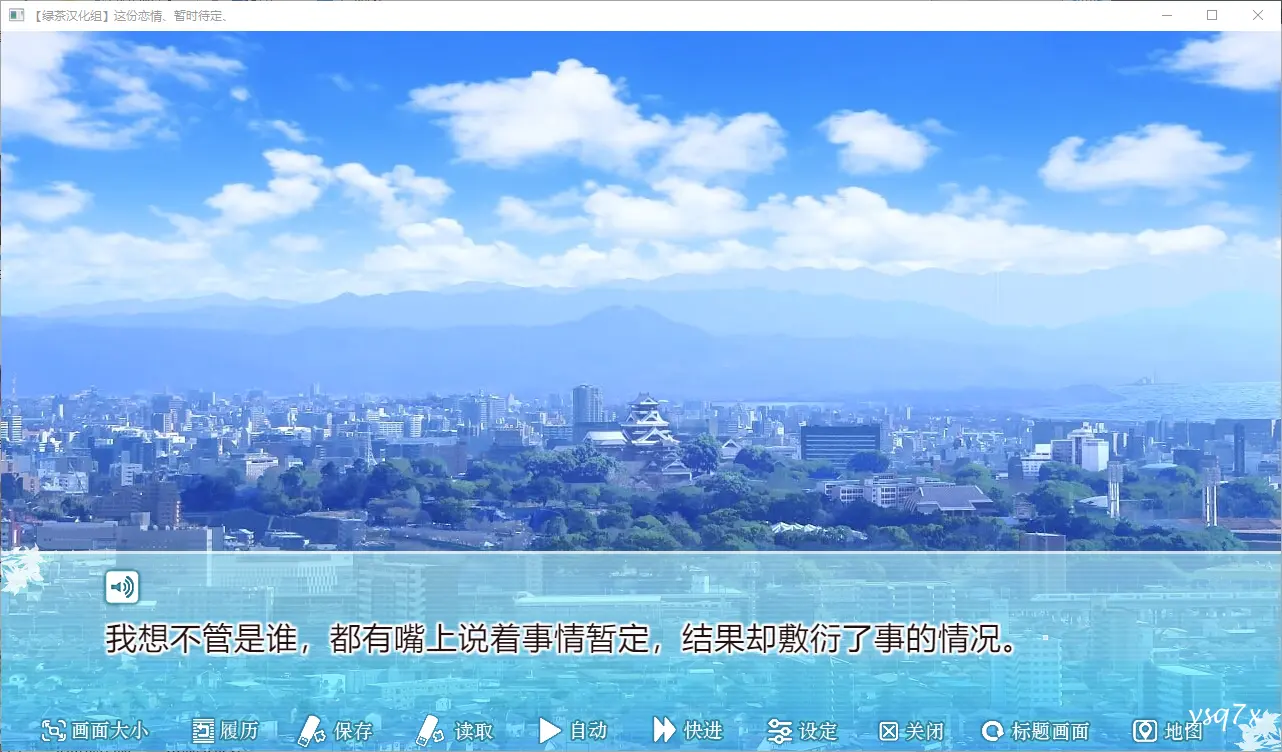 【绿茶汉化组】这份恋情、暂时待定、
我想不管是谁，都有嘴上说着事情暂定，结果却敷衍了事的情况。
画面大小 履历 保存 读取 自动 快进 设定 关闭 标题画面 地图
vsq7x